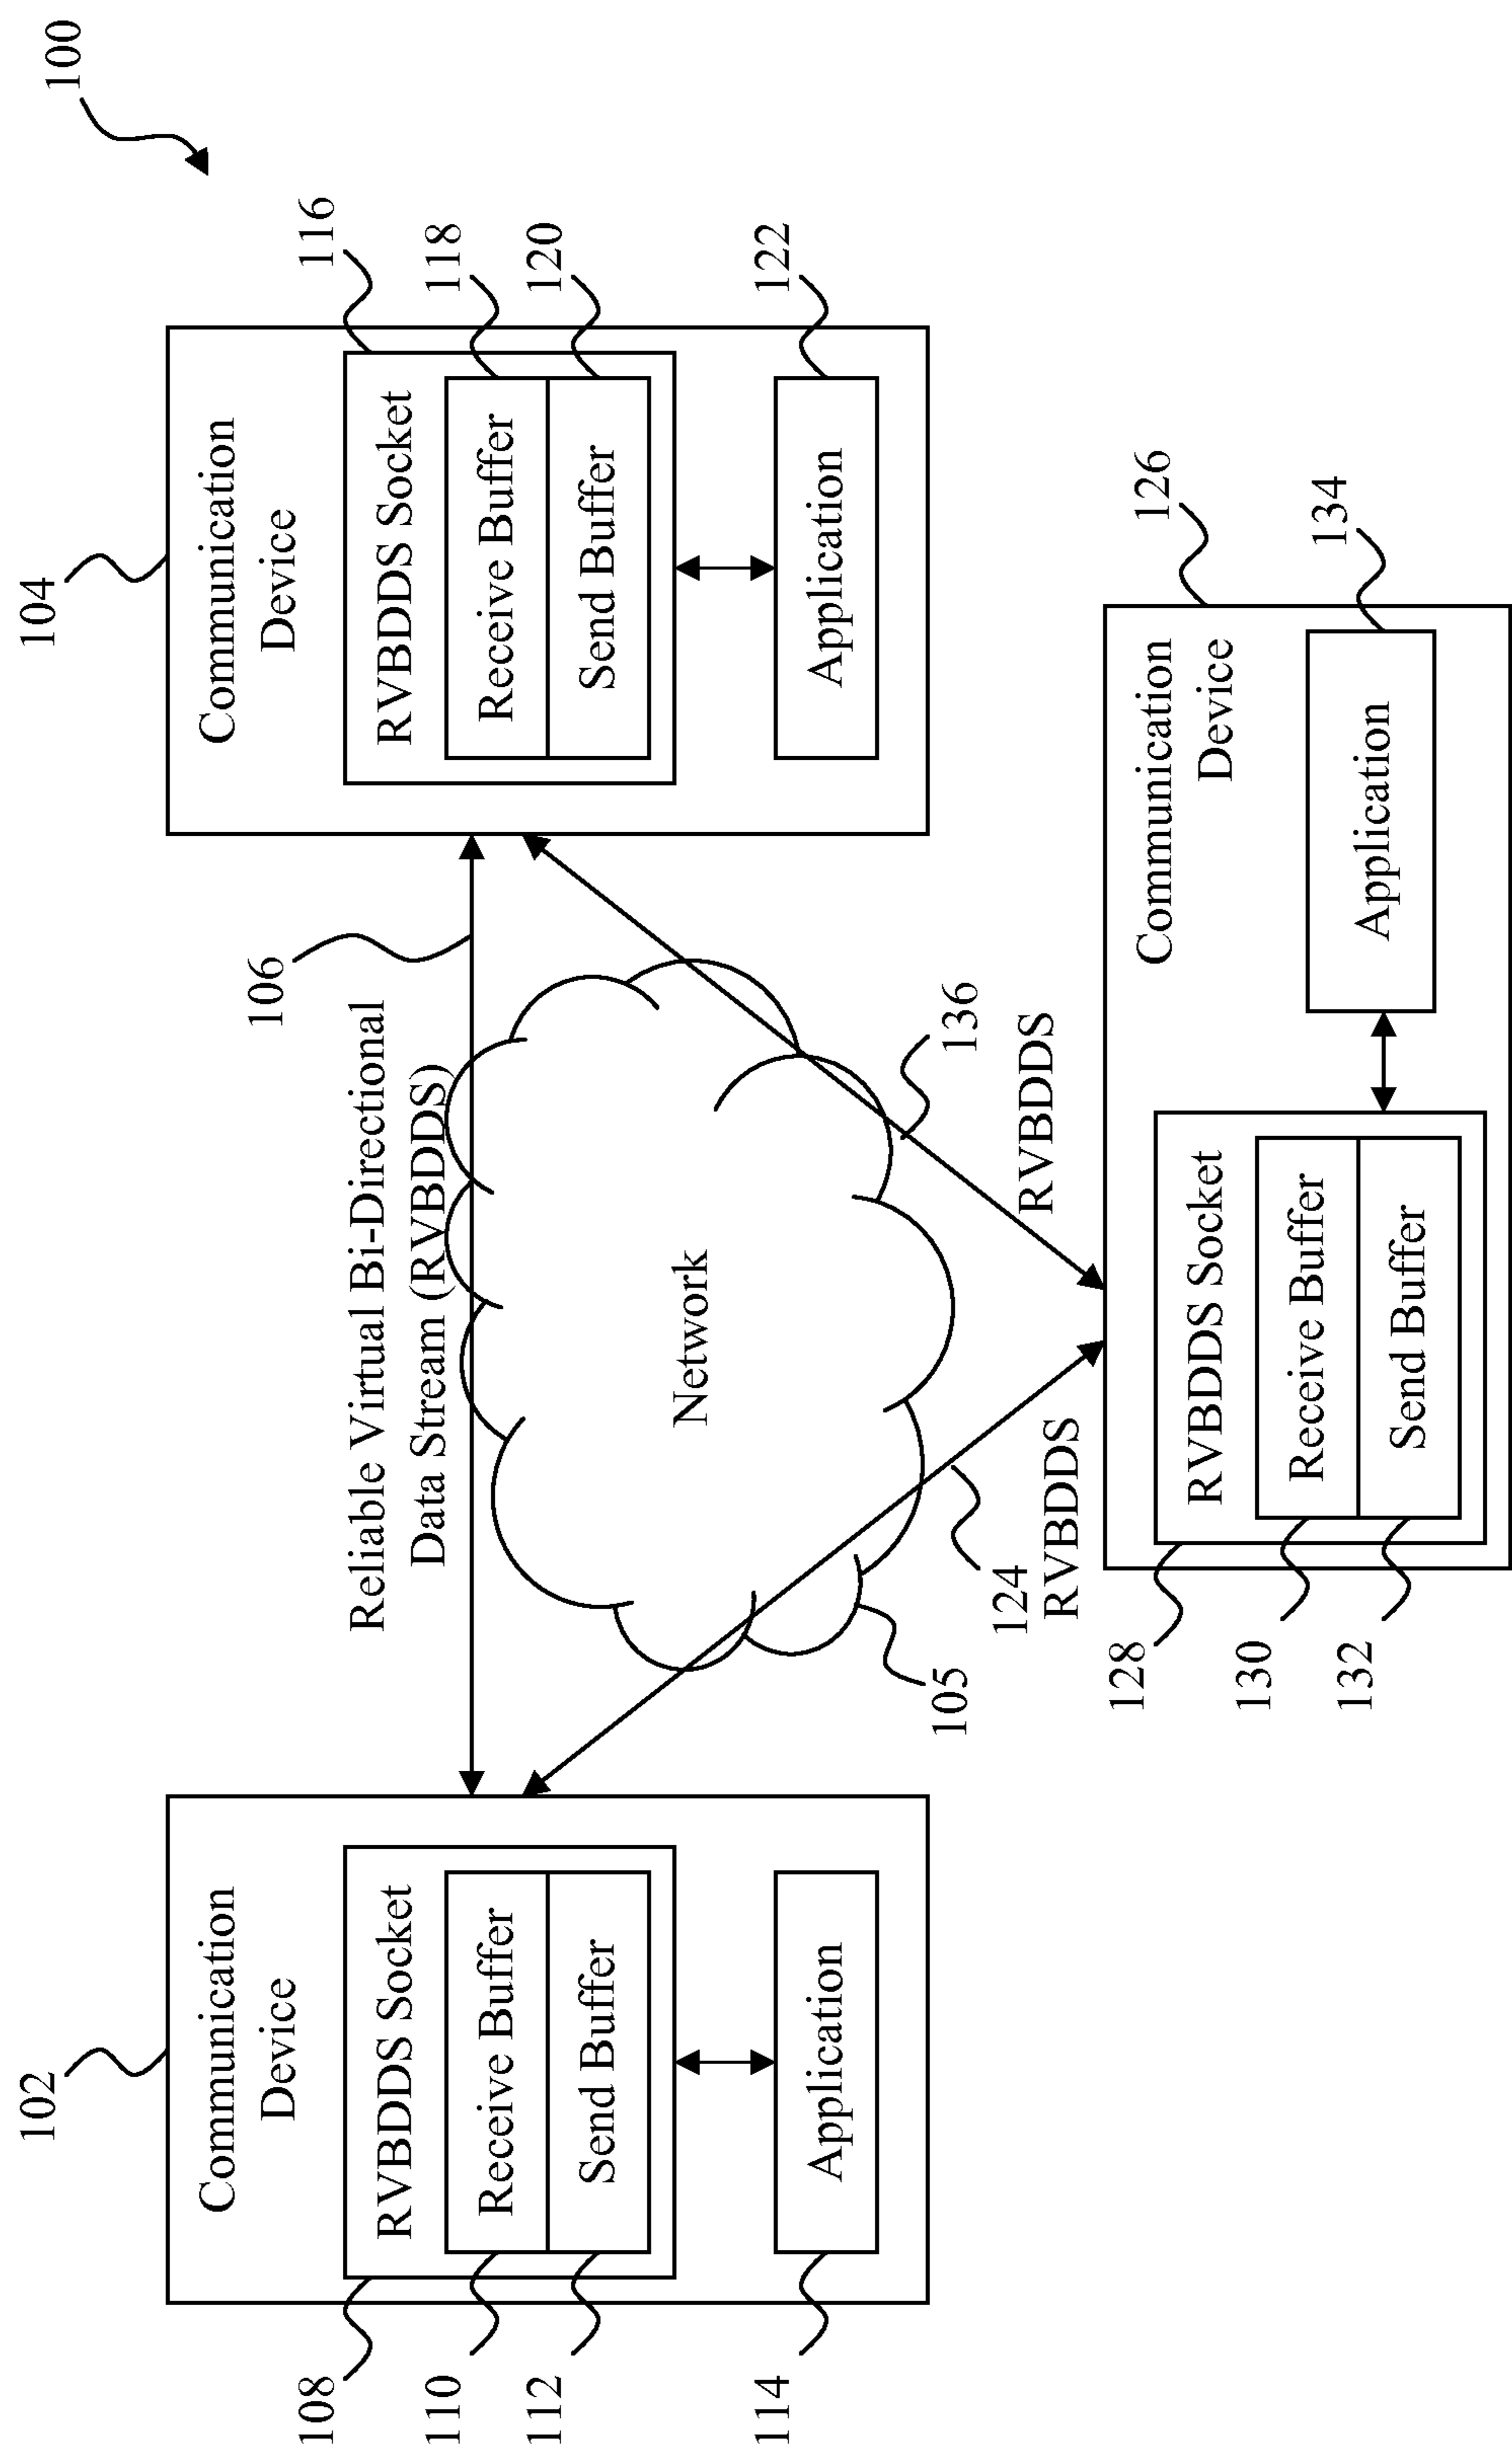 100
102
Communication
Device
RVBDDS Socket
Receive Buffer
Send Buffer
Application
108
110
112
114
104
Communication
Device
RVBDDS Socket
Receive Buffer
Send Buffer
Application
116
118
120
122
106
Reliable Virtual Bi-Directional
Data Stream (RVBDDS)
Network
105
124
RVBDDS
136
RVBDDS
126
Communication
Device
RVBDDS Socket
Receive Buffer
Send Buffer
Application
128
130
132
134